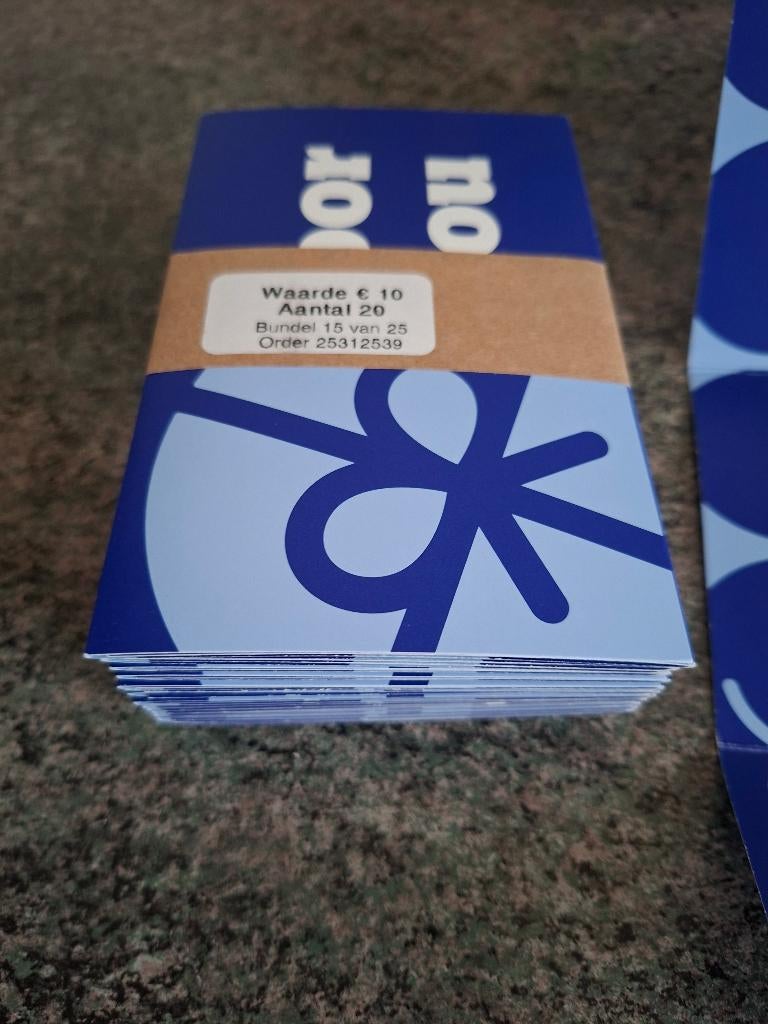 Waarde € 10
Aantal 20
Bundel 15 van 25
Order 25312539